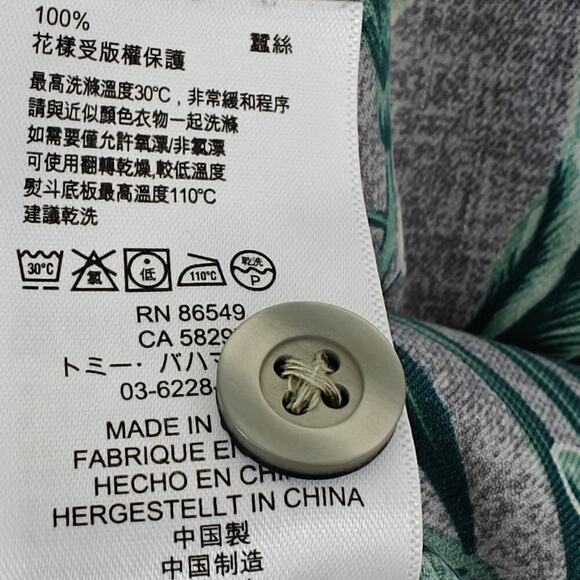 100%
花樣受版權保護 蠶絲
最高洗滌溫度30℃，非常緩和程序
請與近似顏色衣物一起洗滌
如需要僅允許氧漂/非氯漂
可使用翻轉乾燥,較低溫度
熨斗底板最高溫度110℃
建議乾洗
30℃ 氯 低 110℃ 乾洗 P
RN 86549
CA 5829
トミー・バハマ
03-6228-
MADE IN
FABRIQUE EN
HECHO EN CHINA
HERGESTELLT IN CHINA
中国製
中国制造